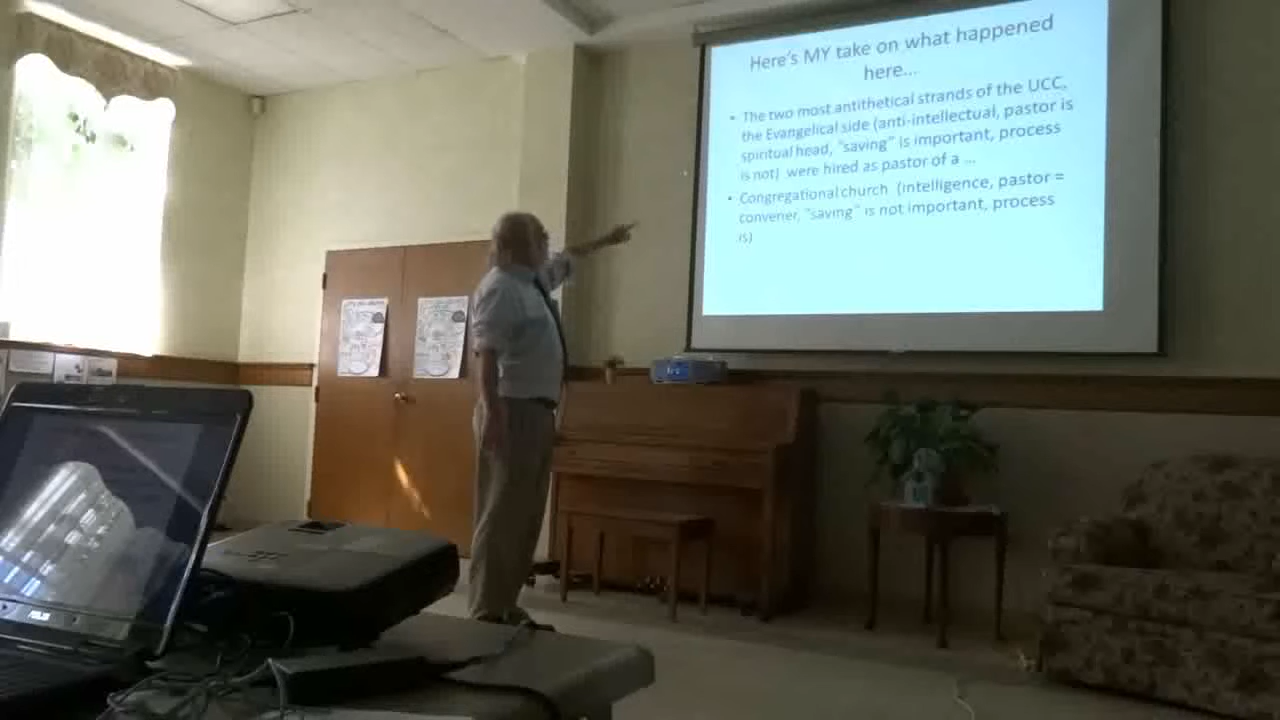 Here's MY take on what happened
here...
• The two most antithetical strands of the UCC,
the Evangelical side (anti-intellectual, pastor is
spiritual head, "saving" is important, process
is not) were hired as pastor of a ...
• Congregational church (intelligence, pastor =
convener, "saving" is not important, process
is)
ASUS